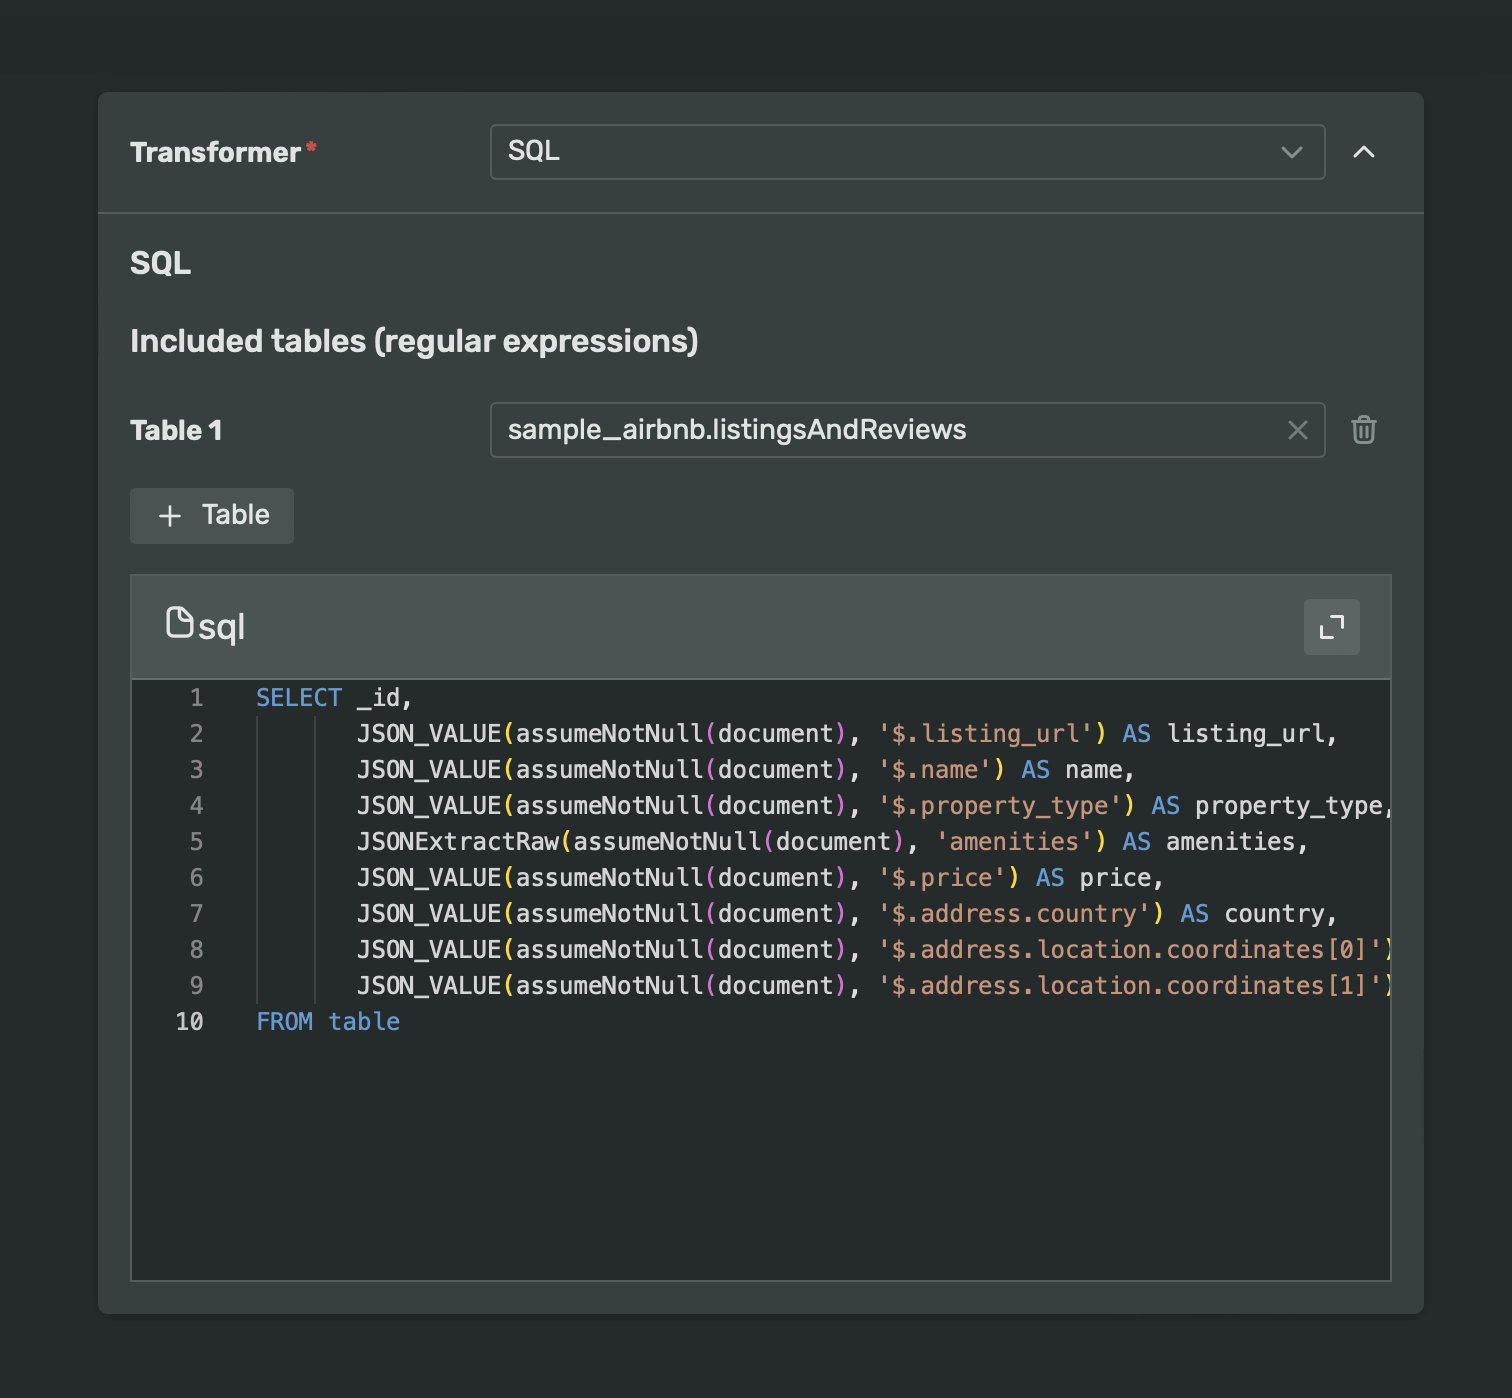 Transformer *
SQL
SQL
Included tables (regular expressions)
Table 1
sample_airbnb.listingsAndReviews
+ Table
sql
1 SELECT _id,
2 JSON_VALUE(assumeNotNull(document), '$.listing_url') AS listing_url,
3 JSON_VALUE(assumeNotNull(document), '$.name') AS name,
4 JSON_VALUE(assumeNotNull(document), '$.property_type') AS property_type,
5 JSONExtractRaw(assumeNotNull(document), 'amenities') AS amenities,
6 JSON_VALUE(assumeNotNull(document), '$.price') AS price,
7 JSON_VALUE(assumeNotNull(document), '$.address.country') AS country,
8 JSON_VALUE(assumeNotNull(document), '$.address.location.coordinates[0]')
9 JSON_VALUE(assumeNotNull(document), '$.address.location.coordinates[1]')
10 FROM table